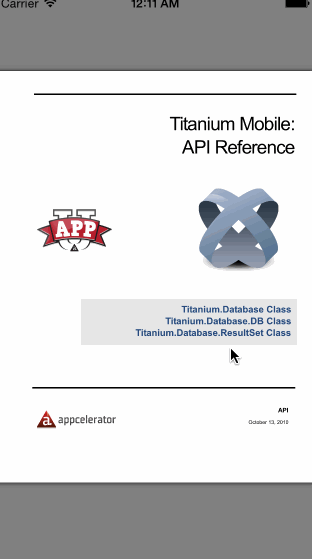 Carrier 12:11 AM
Titanium Mobile:
API Reference
APP
Titanium.Database Class
Titanium.Database.DB Class
Titanium.Database.ResultSet Class
a appcelerator
API
October 13, 2010